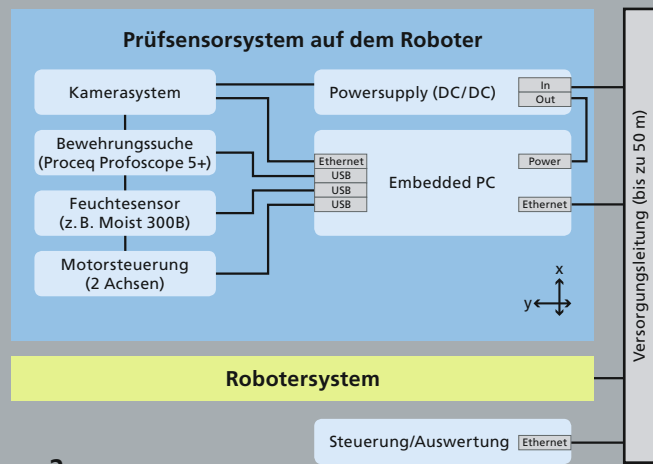 Prüfsensorsystem auf dem Roboter
Kamerasystem
Powersupply (DC/DC)
In
Out
Bewehrungssuche
(Proceq Profoscope 5+)
Feuchtesensor
(z. B. Moist 300B)
Motorsteuerung
(2 Achsen)
Ethernet
USB
USB
USB
Embedded PC
Power
Ethernet
x
y
Robotersystem
Steuerung/Auswertung
Ethernet
Versorgungsleitung (bis zu 50 m)